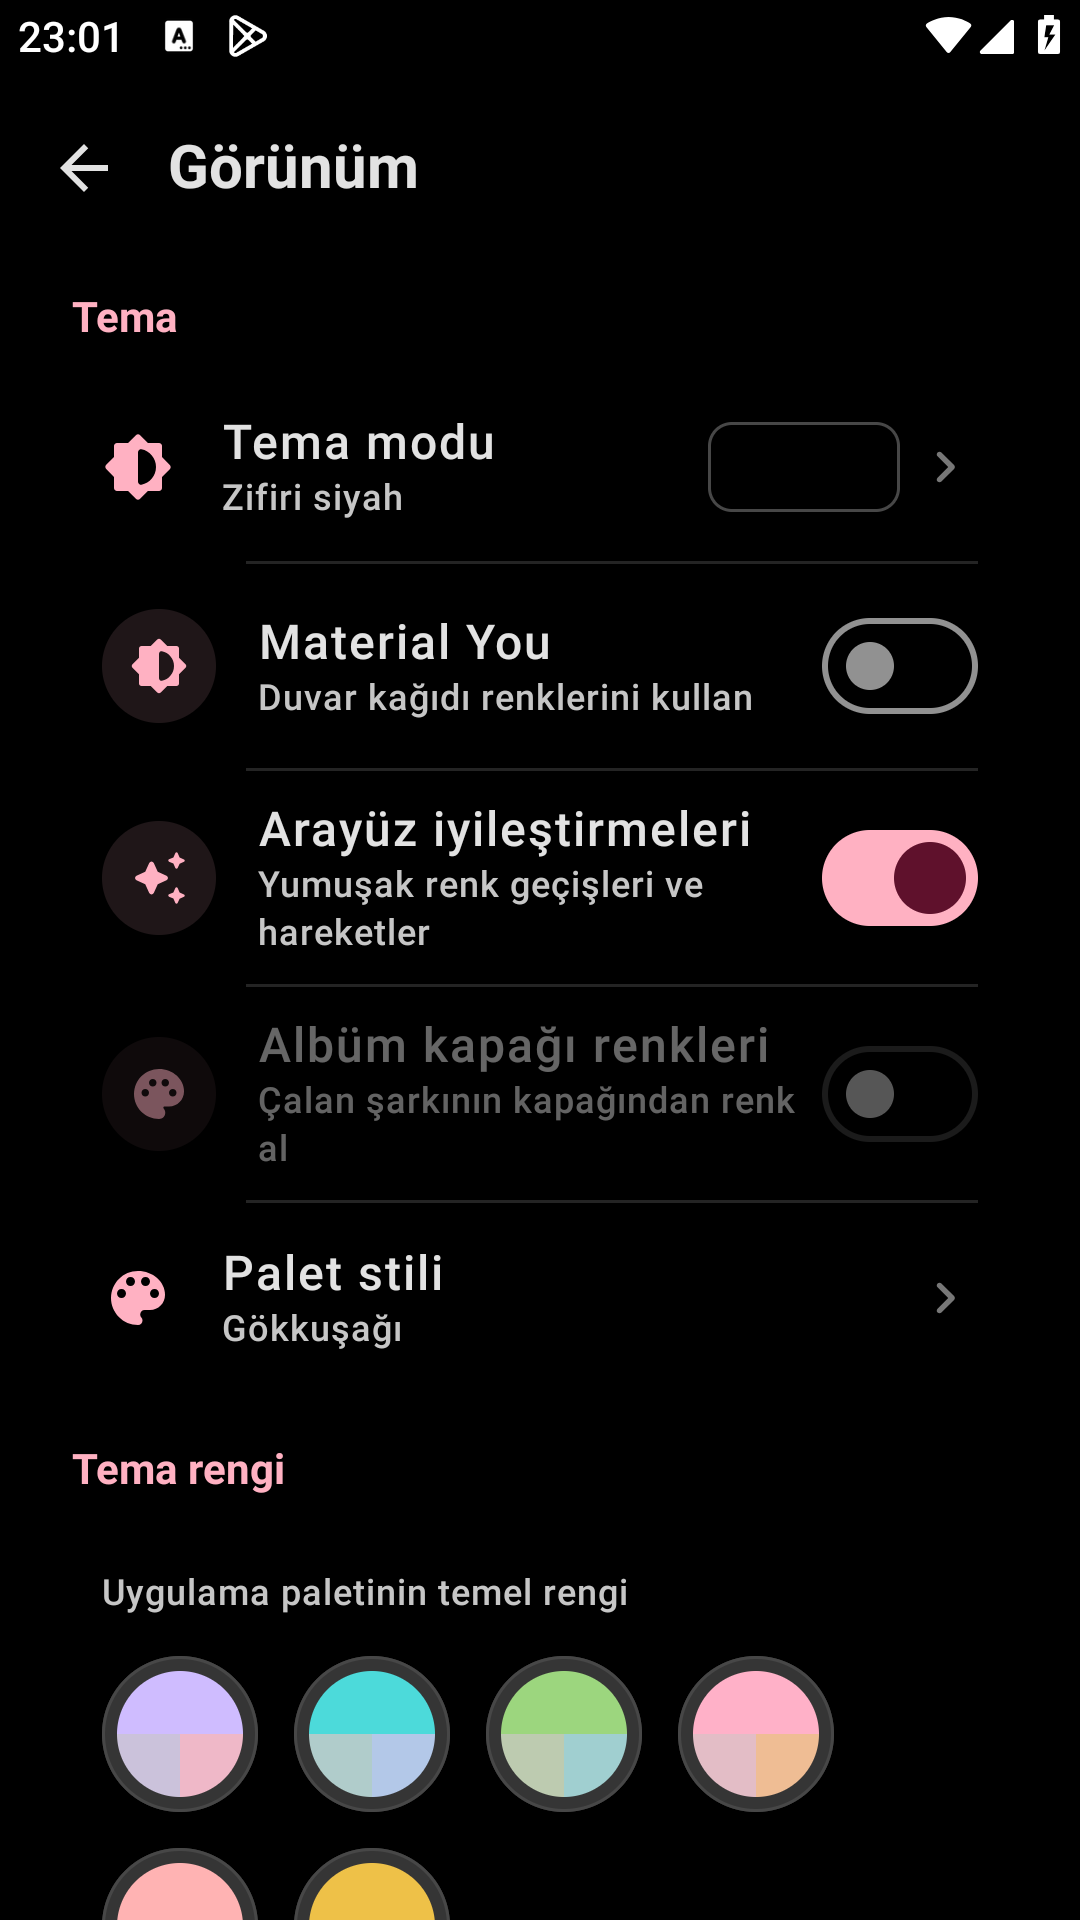 23:01
Görünüm
Tema
Tema modu
Zifiri siyah
Material You
Duvar kağıdı renklerini kullan
Arayüz iyileştirmeleri
Yumuşak renk geçişleri ve
hareketler
Albüm kapağı renkleri
Çalan şarkının kapağından renk
al
Palet stili
Gökkuşağı
Tema rengi
Uygulama paletinin temel rengi